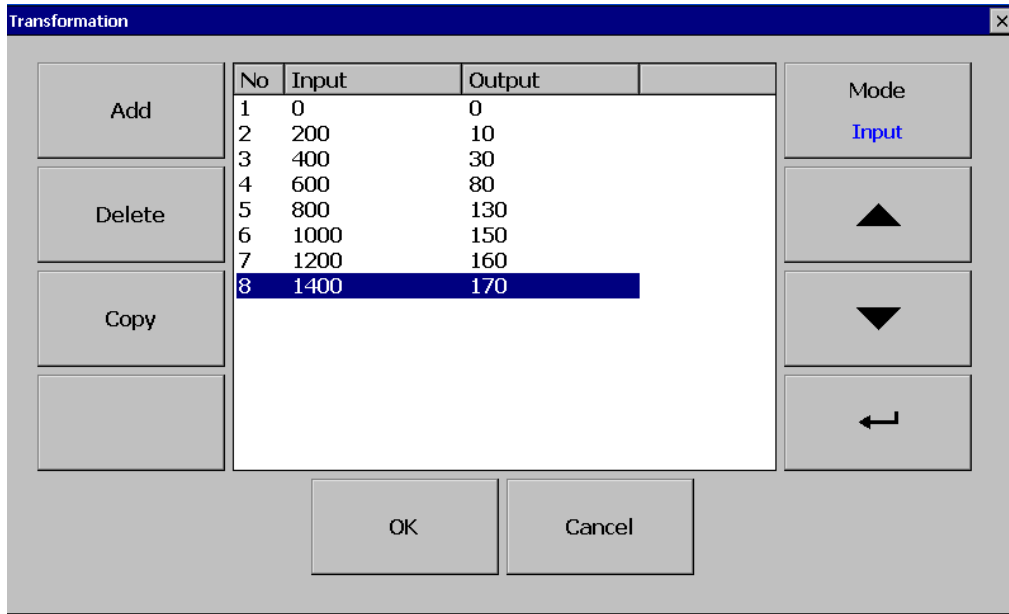 Transformation
Add
Delete
Copy
No Input Output
1 0 0
2 200 10
3 400 30
4 600 80
5 800 130
6 1000 150
7 1200 160
8 1400 170
Mode
Input
OK
Cancel